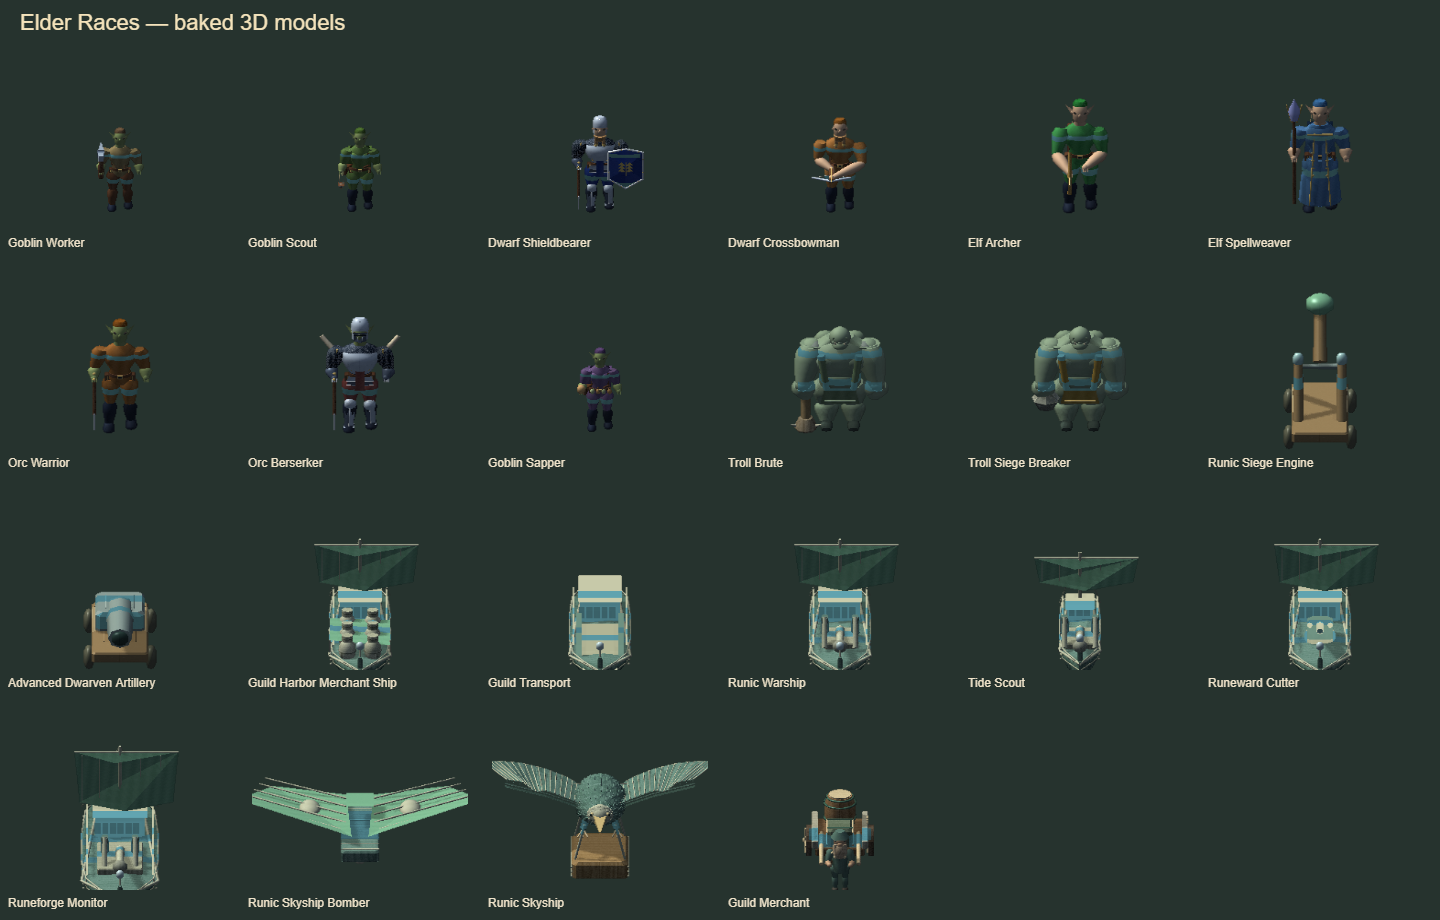 Elder Races — baked 3D models
Goblin Worker
Goblin Scout
Dwarf Shieldbearer
Dwarf Crossbowman
Elf Archer
Elf Spellweaver
Orc Warrior
Orc Berserker
Goblin Sapper
Troll Brute
Troll Siege Breaker
Runic Siege Engine
Advanced Dwarven Artillery
Guild Harbor Merchant Ship
Guild Transport
Runic Warship
Tide Scout
Runeward Cutter
Runeforge Monitor
Runic Skyship Bomber
Runic Skyship
Guild Merchant